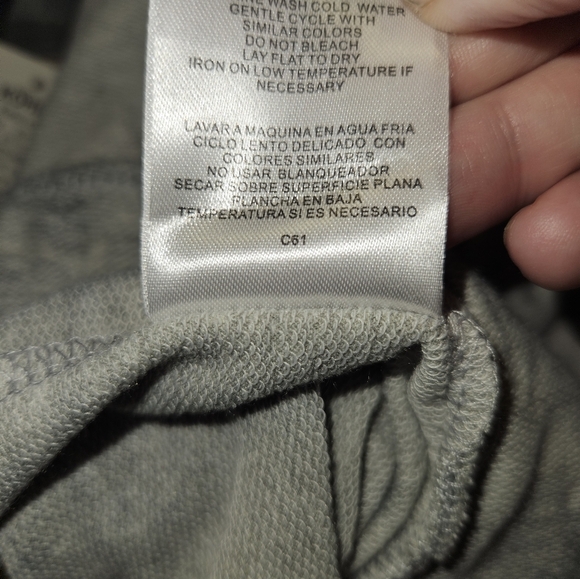 WASH COLD WATER
GENTLE CYCLE WITH
SIMILAR COLORS
DO NOT BLEACH
LAY FLAT TO DRY
IRON ON LOW TEMPERATURE IF
NECESSARY
LAVAR A MAQUINA EN AGUA FRIA
CICLO LENTO DELICADO CON
COLORES SIMILARES
NO USAR BLANQUEADOR
SECAR SOBRE SUPERFICIE PLANA
PLANCHA EN BAJA
TEMPERATURA SI ES NECESARIO
C61